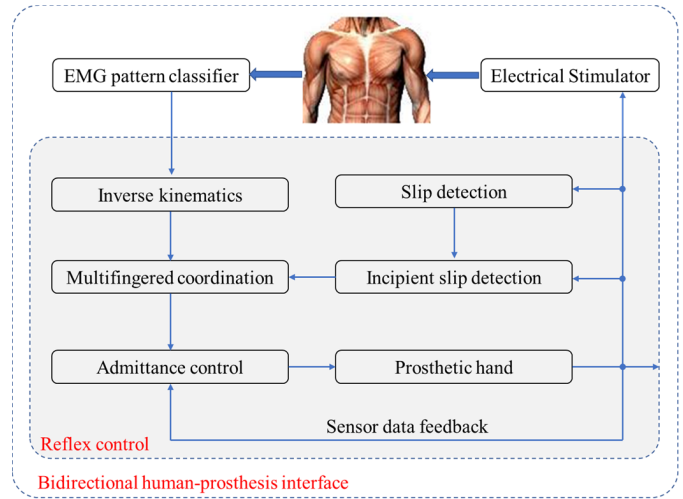 EMG pattern classifier
Electrical Stimulator
Inverse kinematics
Slip detection
Multifingered coordination
Incipient slip detection
Admittance control
Prosthetic hand
Sensor data feedback
Reflex control
Bidirectional human-prosthesis interface